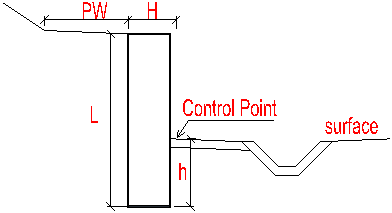 PW H
L
Control Point
surface
h